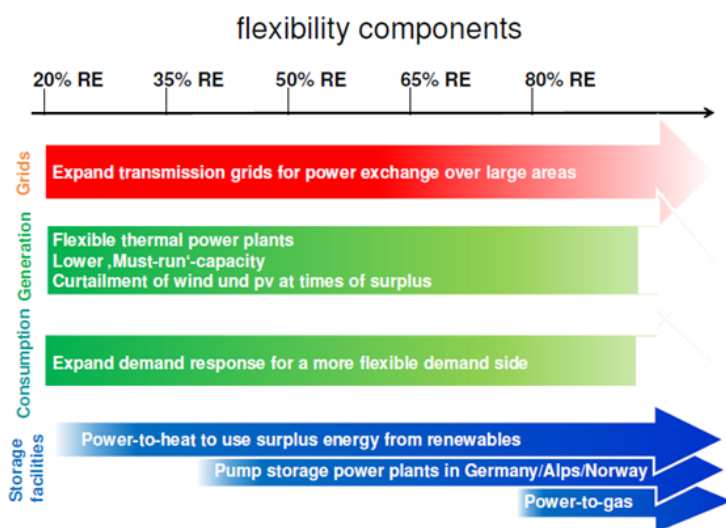 flexibility components
20% RE 35% RE 50% RE 65% RE 80% RE
Grids
Expand transmission grids for power exchange over large areas
Generation
Flexible thermal power plants
Lower ‚Must-run‘-capacity
Curtailment of wind und pv at times of surplus
Consumption
Expand demand response for a more flexible demand side
Storage
facilities
Power-to-heat to use surplus energy from renewables
Pump storage power plants in Germany/Alps/Norway
Power-to-gas